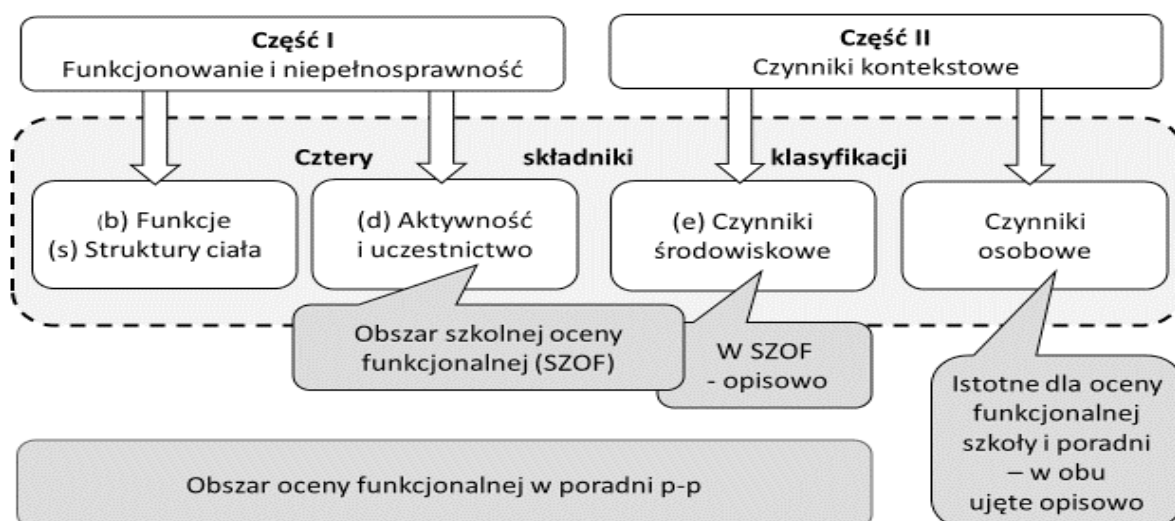 Część I
Funkcjonowanie i niepełnosprawność
Część II
Czynniki kontekstowe
Cztery składniki klasyfikacji
(b) Funkcje
(s) Struktury ciała
(d) Aktywność
i uczestnictwo
(e) Czynniki
środowiskowe
Czynniki
osobowe
Obszar szkolnej oceny
funkcjonalnej (SZOF)
W SZOF
- opisowo
Istotne dla oceny
funkcjonalnej
szkoły i poradni
– w obu
ujęte opisowo
Obszar oceny funkcjonalnej w poradni p-p